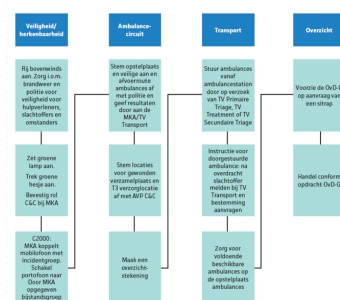 Veiligheid/
herkenbaarheid
Rij bovenwinds
aan. Zorg i.o.m.
brandweer en
politie voor
veiligheid voor
hulpverleners,
slachtoffers en
omstanders
Zet groene
lamp aan.
Trek groene
hesje aan.
Bevestig rol
C&C bij MKA
C2000:
MKA koppelt
mobilofoon met
incidentgroep.
Schakel
portofoon naar
Door MKA
opgegeven
bijstandsgroep
Ambulance-
circuit
Stem opstelplaats
en veilige aan en
afvoerroute
ambulances af
met politie en
geef resultaten
door aan de
MKA/TV
Transport
Stem locaties
voor gewonden
verzamelplaats en
T3 verzorglocatie
af met AVP C&C
Maak een
overzicht-
stekening
Transport
Stuur ambulances
vanaf
ambulancestation
door op verzoek
van TV Primaire
Triage, TV
Treatment of TV
Secundaire Triage
Instructie voor
doorgestuurde
ambulance: na
overdracht
slachtoffer
melden bij TV
Transport en
bestemming
aanvragen
Zorg voor
voldoende
beschikbare
ambulances op
de opstelplaats
ambulances
Overzicht
Voorzie de OvD-G
op aanvraag van
een sitrap
Handel conform
opdracht OvD-G